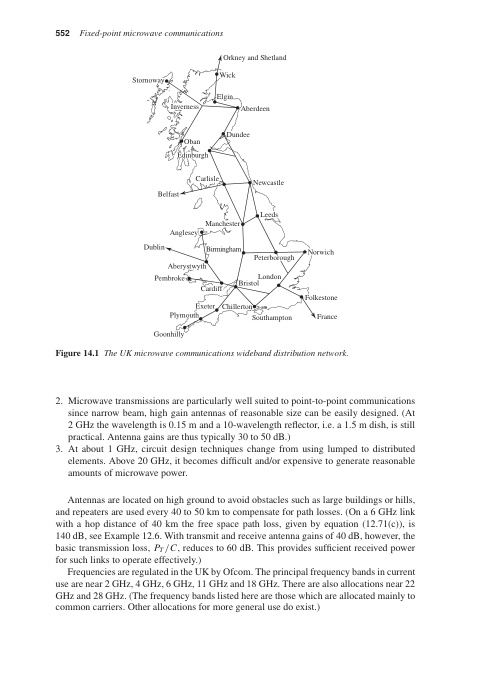 552 Fixed-point microwave communications
Orkney and Shetland
Wick
Stornoway
Elgin
Inverness
Aberdeen
Dundee
Oban
Edinburgh
Carlisle
Newcastle
Belfast
Leeds
Manchester
Anglesey
Dublin
Birmingham
Norwich
Peterborough
Aberystwyth
London
Pembroke
Bristol
Cardiff
Folkestone
Exeter
Chillerton
Plymouth
Southampton
France
Goonhilly
Figure 14.1 The UK microwave communications wideband distribution network.
2. Microwave transmissions are particularly well suited to point-to-point communications
since narrow beam, high gain antennas of reasonable size can be easily designed. (At
2 GHz the wavelength is 0.15 m and a 10-wavelength reflector, i.e. a 1.5 m dish, is still
practical. Antenna gains are thus typically 30 to 50 dB.)
3. At about 1 GHz, circuit design techniques change from using lumped to distributed
elements. Above 20 GHz, it becomes difficult and/or expensive to generate reasonable
amounts of microwave power.
Antennas are located on high ground to avoid obstacles such as large buildings or hills,
and repeaters are used every 40 to 50 km to compensate for path losses. (On a 6 GHz link
with a hop distance of 40 km the free space path loss, given by equation (12.71(c)), is
140 dB, see Example 12.6. With transmit and receive antenna gains of 40 dB, however, the
basic transmission loss, P_T/C, reduces to 60 dB. This provides sufficient received power
for such links to operate effectively.)
Frequencies are regulated in the UK by Ofcom. The principal frequency bands in current
use are near 2 GHz, 4 GHz, 6 GHz, 11 GHz and 18 GHz. There are also allocations near 22
GHz and 28 GHz. (The frequency bands listed here are those which are allocated mainly to
common carriers. Other allocations for more general use do exist.)